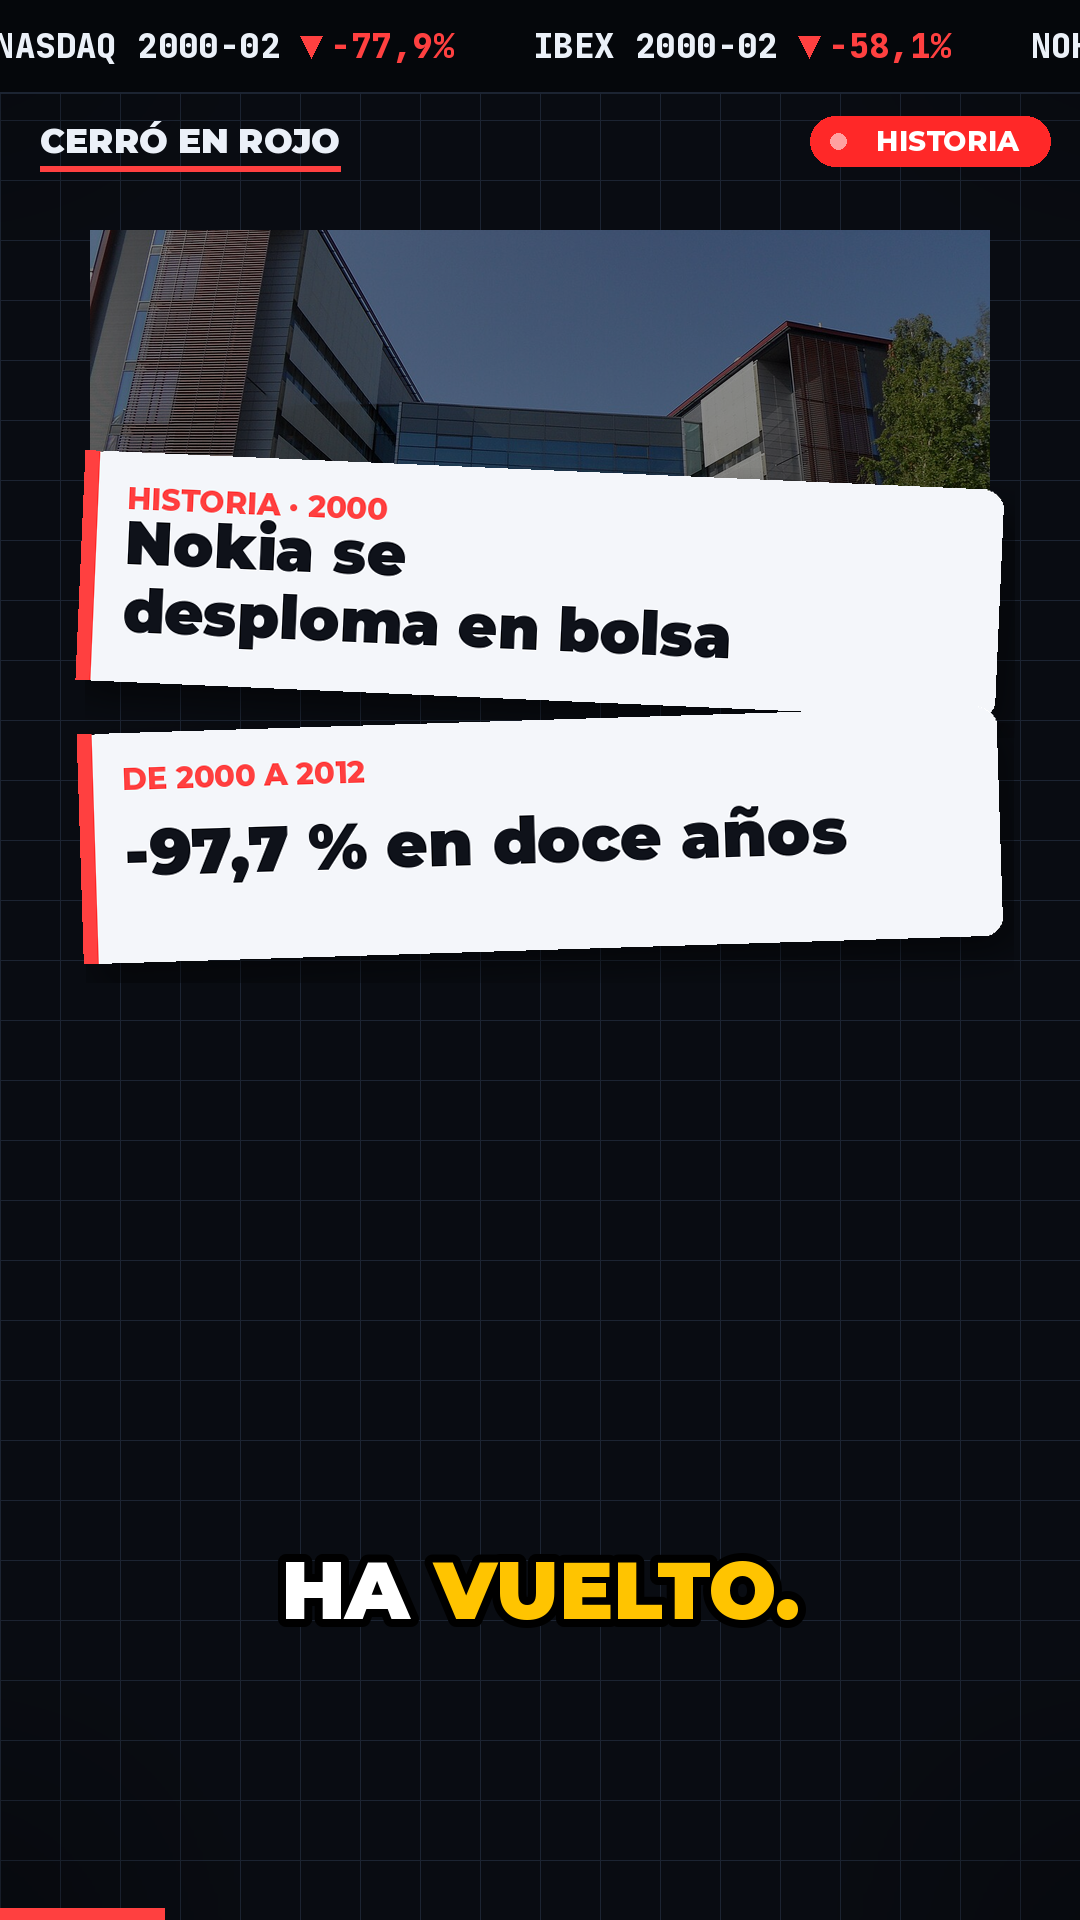 NASDAQ 2000-02 ▼-77,9% IBEX 2000-02 ▼-58,1%
CERRÓ EN ROJO
HISTORIA
HISTORIA • 2000
Nokia se
desploma en bolsa
DE 2000 A 2012
-97,7 % en doce años
HA VUELTO.